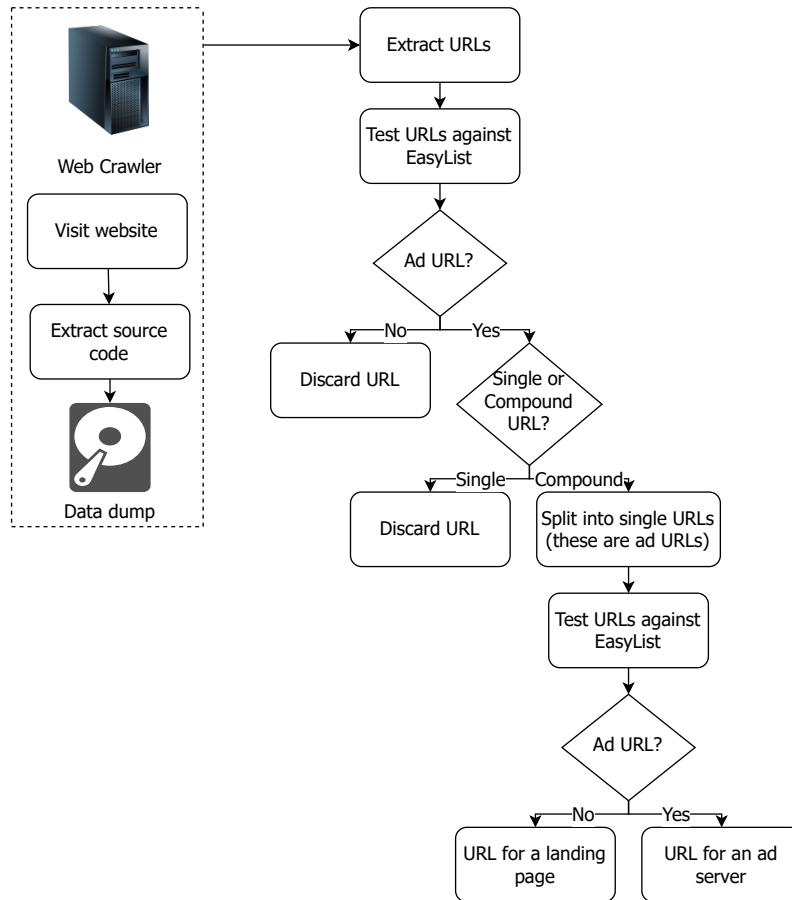 Web Crawler
Visit website
Extract source
code
Data dump
Extract URLs
Test URLs against
EasyList
Ad URL?
No
Yes
Discard URL
Single or
Compound
URL?
Single
Compound
Discard URL
Split into single URLs
(these are ad URLs)
Test URLs against
EasyList
Ad URL?
No
Yes
URL for a landing
page
URL for an ad
server